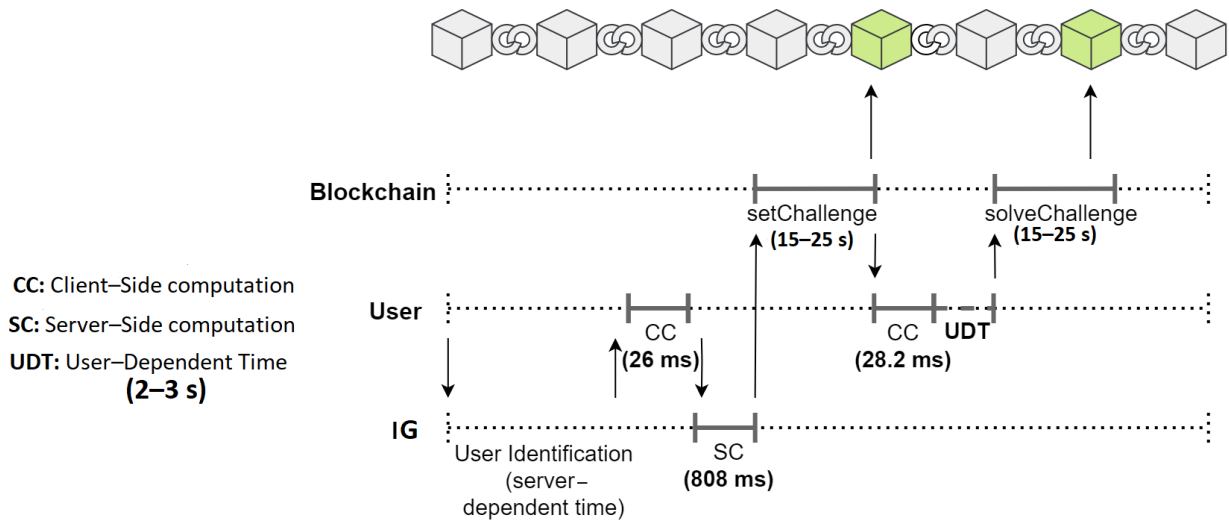 Blockchain
setChallenge
(15–25 s)
solveChallenge
(15–25 s)
CC: Client–Side computation
SC: Server–Side computation
UDT: User–Dependent Time
(2–3 s)
User
CC
(26 ms)
CC
(28.2 ms)
UDT
IG
User Identification
(server–
dependent time)
SC
(808 ms)